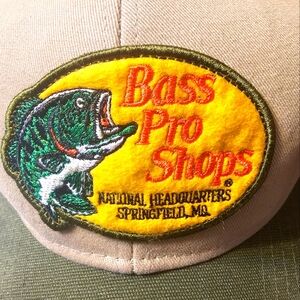 Bass
Pro
Shops
®
NATIONAL HEADQUARTERS
SPRINGFIELD, MO.